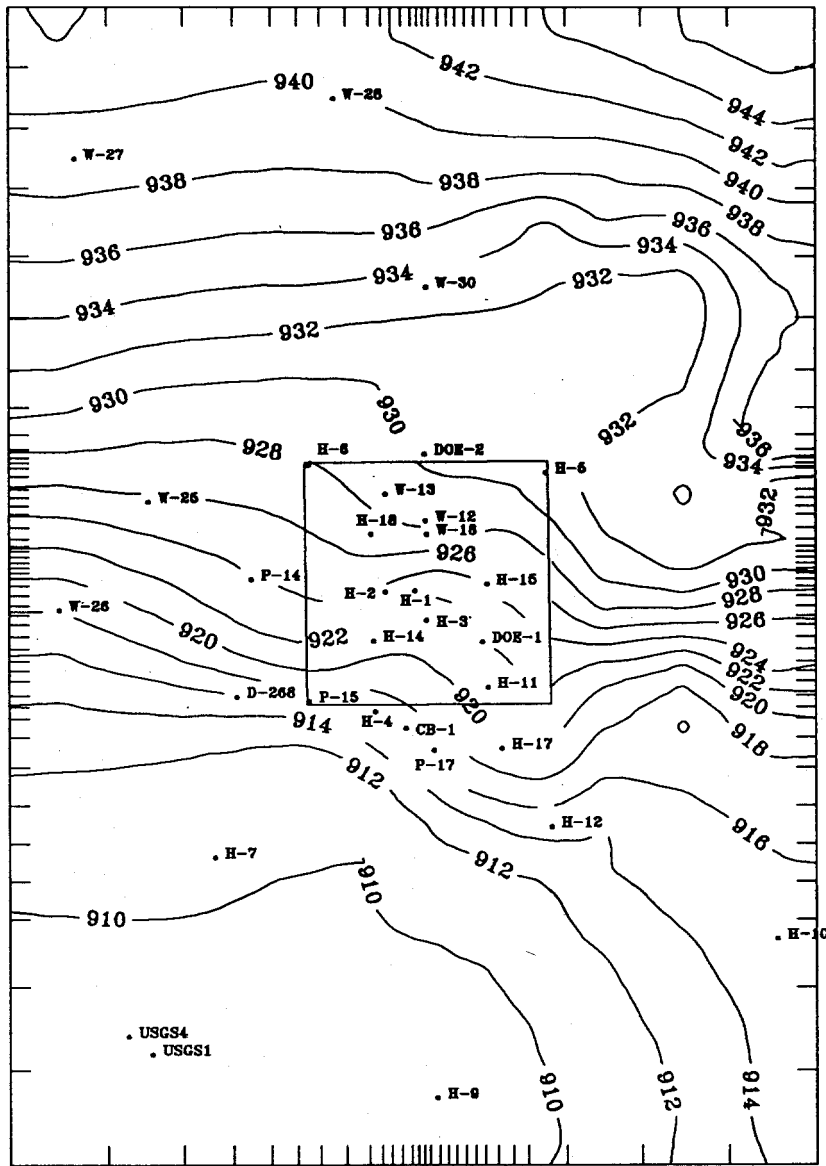 942
940
W-26
944
W-27
942
938
938
940
938
936
936
936
934
934
934
W-30
932
932
930
930
932
936
934
932
928
H-6
DOE-2
H-5
W-13
W-25
W-12
H-18
W-18
926
P-14
930
H-15
928
H-2
H-1
W-26
926
H-3
920
922
H-14
DOE-1
924
922
D-268
H-11
920
P-15
920
914
H-4
CB-1
918
H-17
P-17
912
H-12
916
H-7
912
910
910
H-10
USGS4
USGS1
H-9
910
912
914